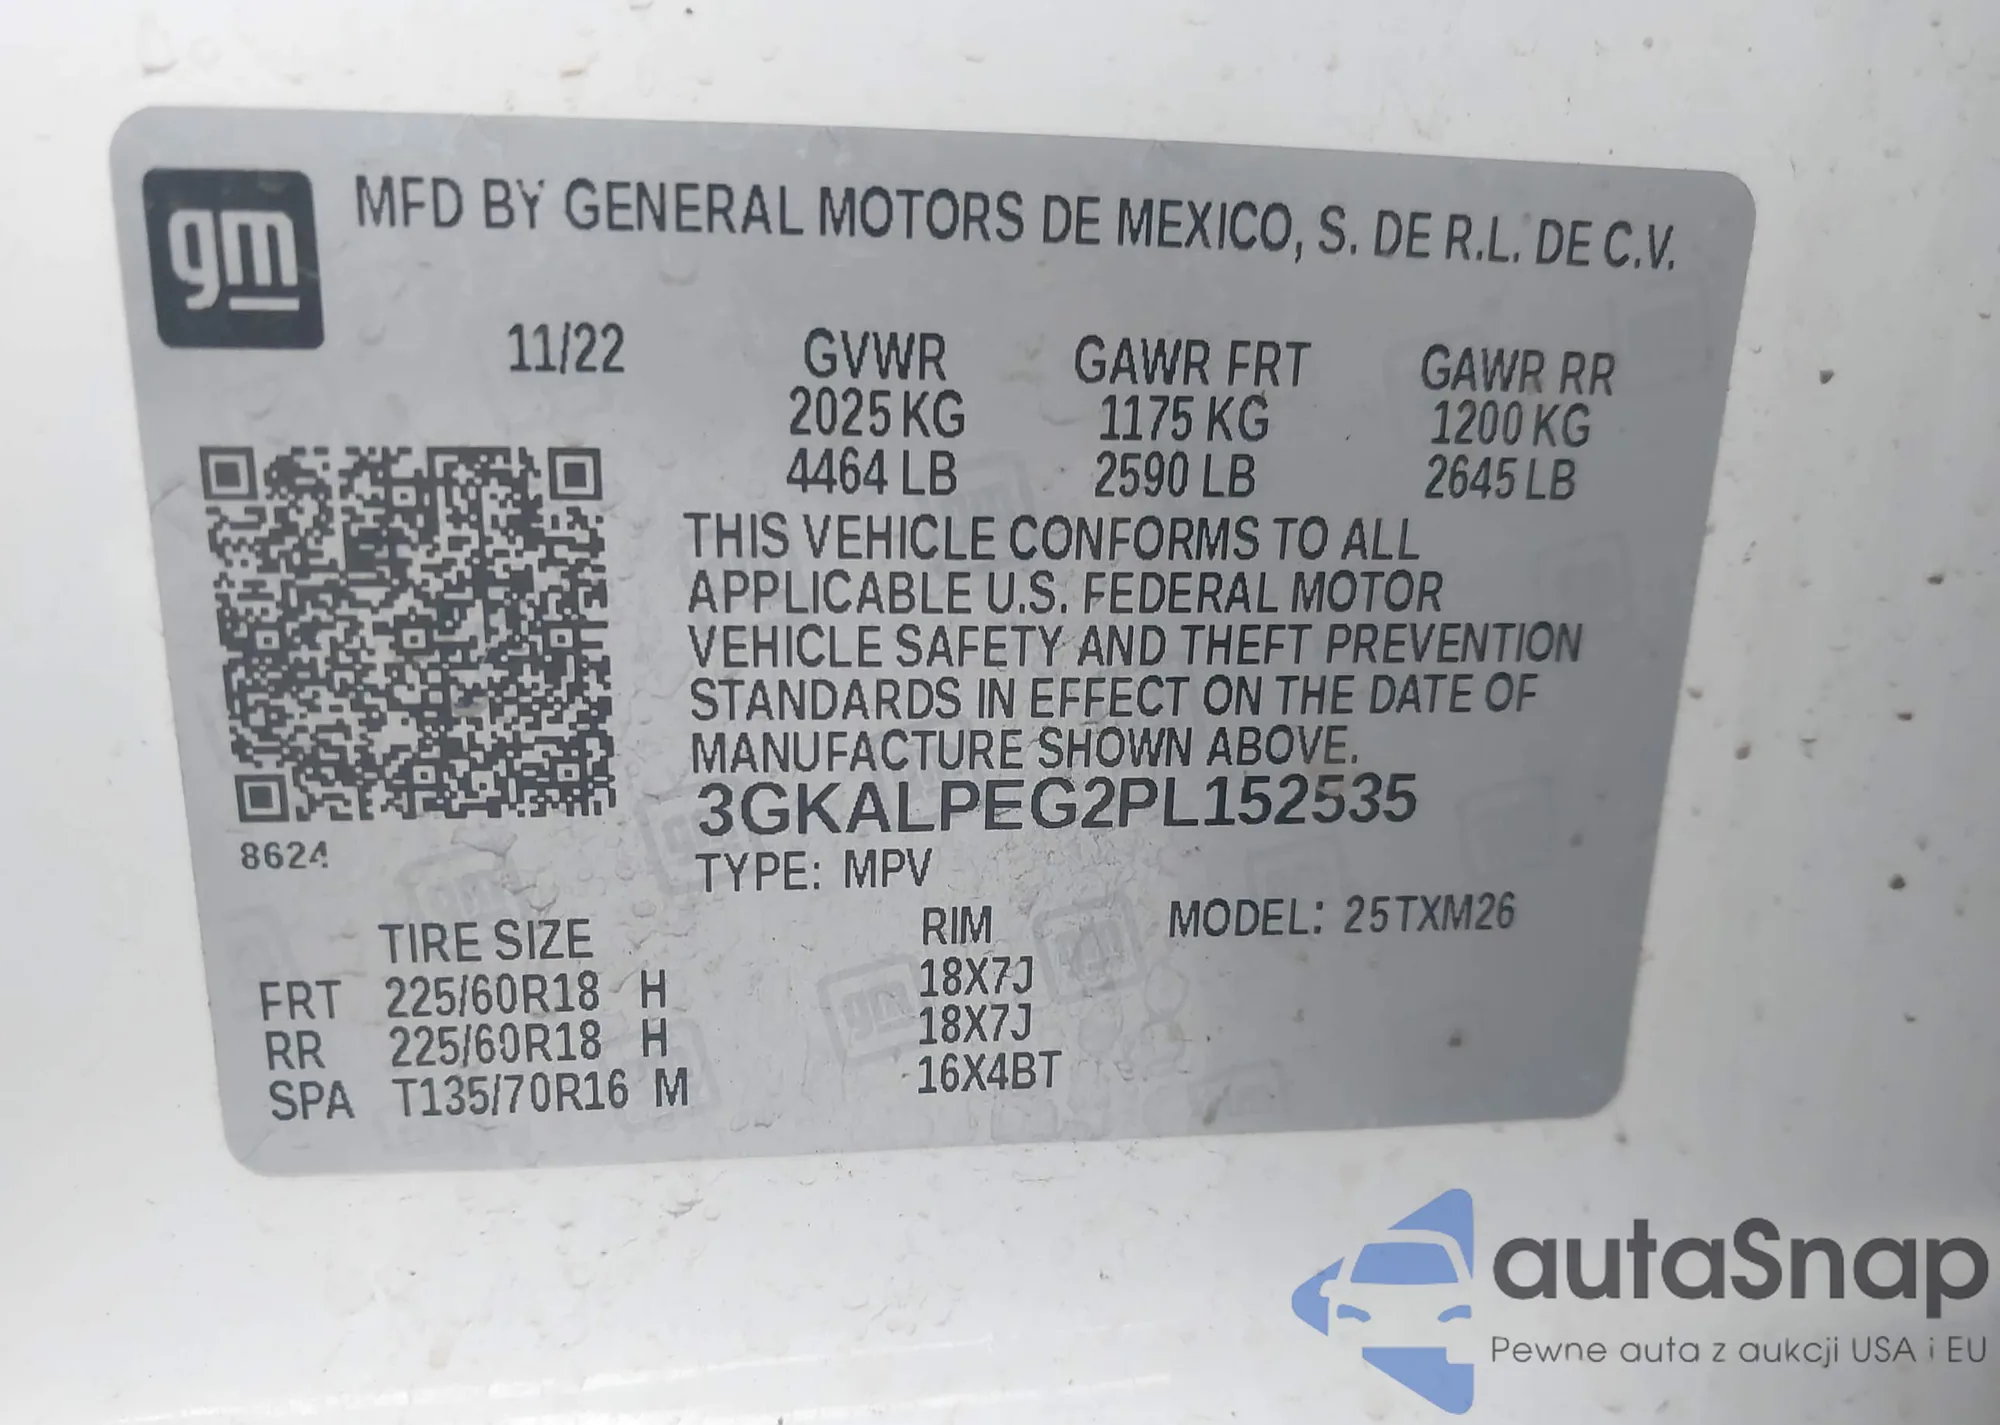 gm
MFD BY GENERAL MOTORS DE MEXICO, S. DE R.L. DE C.V.
11/22 GVWR GAWR FRT GAWR RR
2025 KG 1175 KG 1200 KG
4464 LB 2590 LB 2645 LB
THIS VEHICLE CONFORMS TO ALL
APPLICABLE U.S. FEDERAL MOTOR
VEHICLE SAFETY AND THEFT PREVENTION
STANDARDS IN EFFECT ON THE DATE OF
MANUFACTURE SHOWN ABOVE.
3GKALPEG2PL152535
8624
TYPE: MPV
TIRE SIZE RIM MODEL: 25TXM26
FRT 225/60R18 H 18X7J
RR 225/60R18 H 18X7J
SPA T135/70R16 M 16X4BT
autaSnap
Pewne auta z aukcji USA i EU